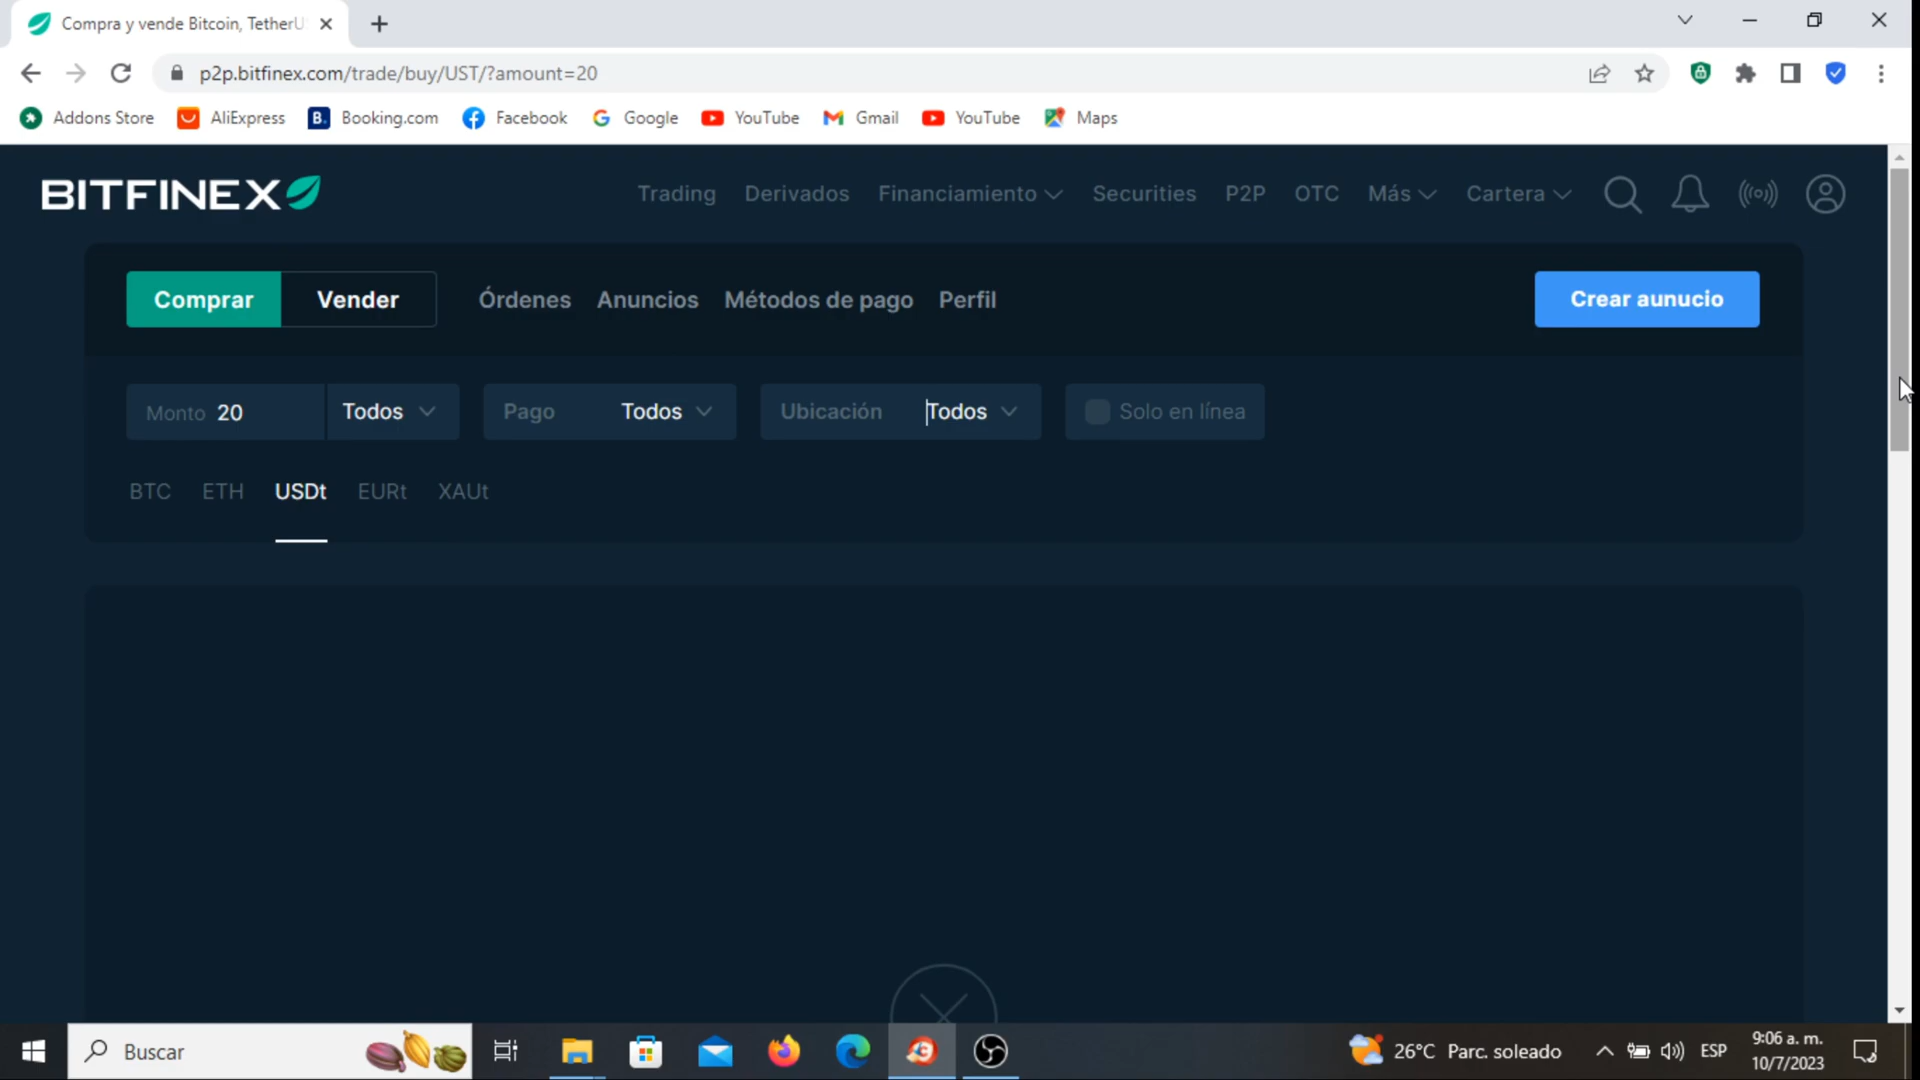 Compra y vende Bitcoin, TetherU
p2p.bitfinex.com/trade/buy/UST/?amount=20
Addons Store AliExpress B. Booking.com Facebook Google YouTube Gmail YouTube Maps
BITFINEX Trading Derivados Financiamiento Securities P2P OTC Más Cartera
Comprar Vender Órdenes Anuncios Métodos de pago Perfil Crear aunucio
Monto 20 Todos Pago Todos Ubicación Todos Solo en línea
BTC ETH USDt EURt XAUt
Buscar 26°C Parc. soleado ESP 9:06 a. m.
10/7/2023